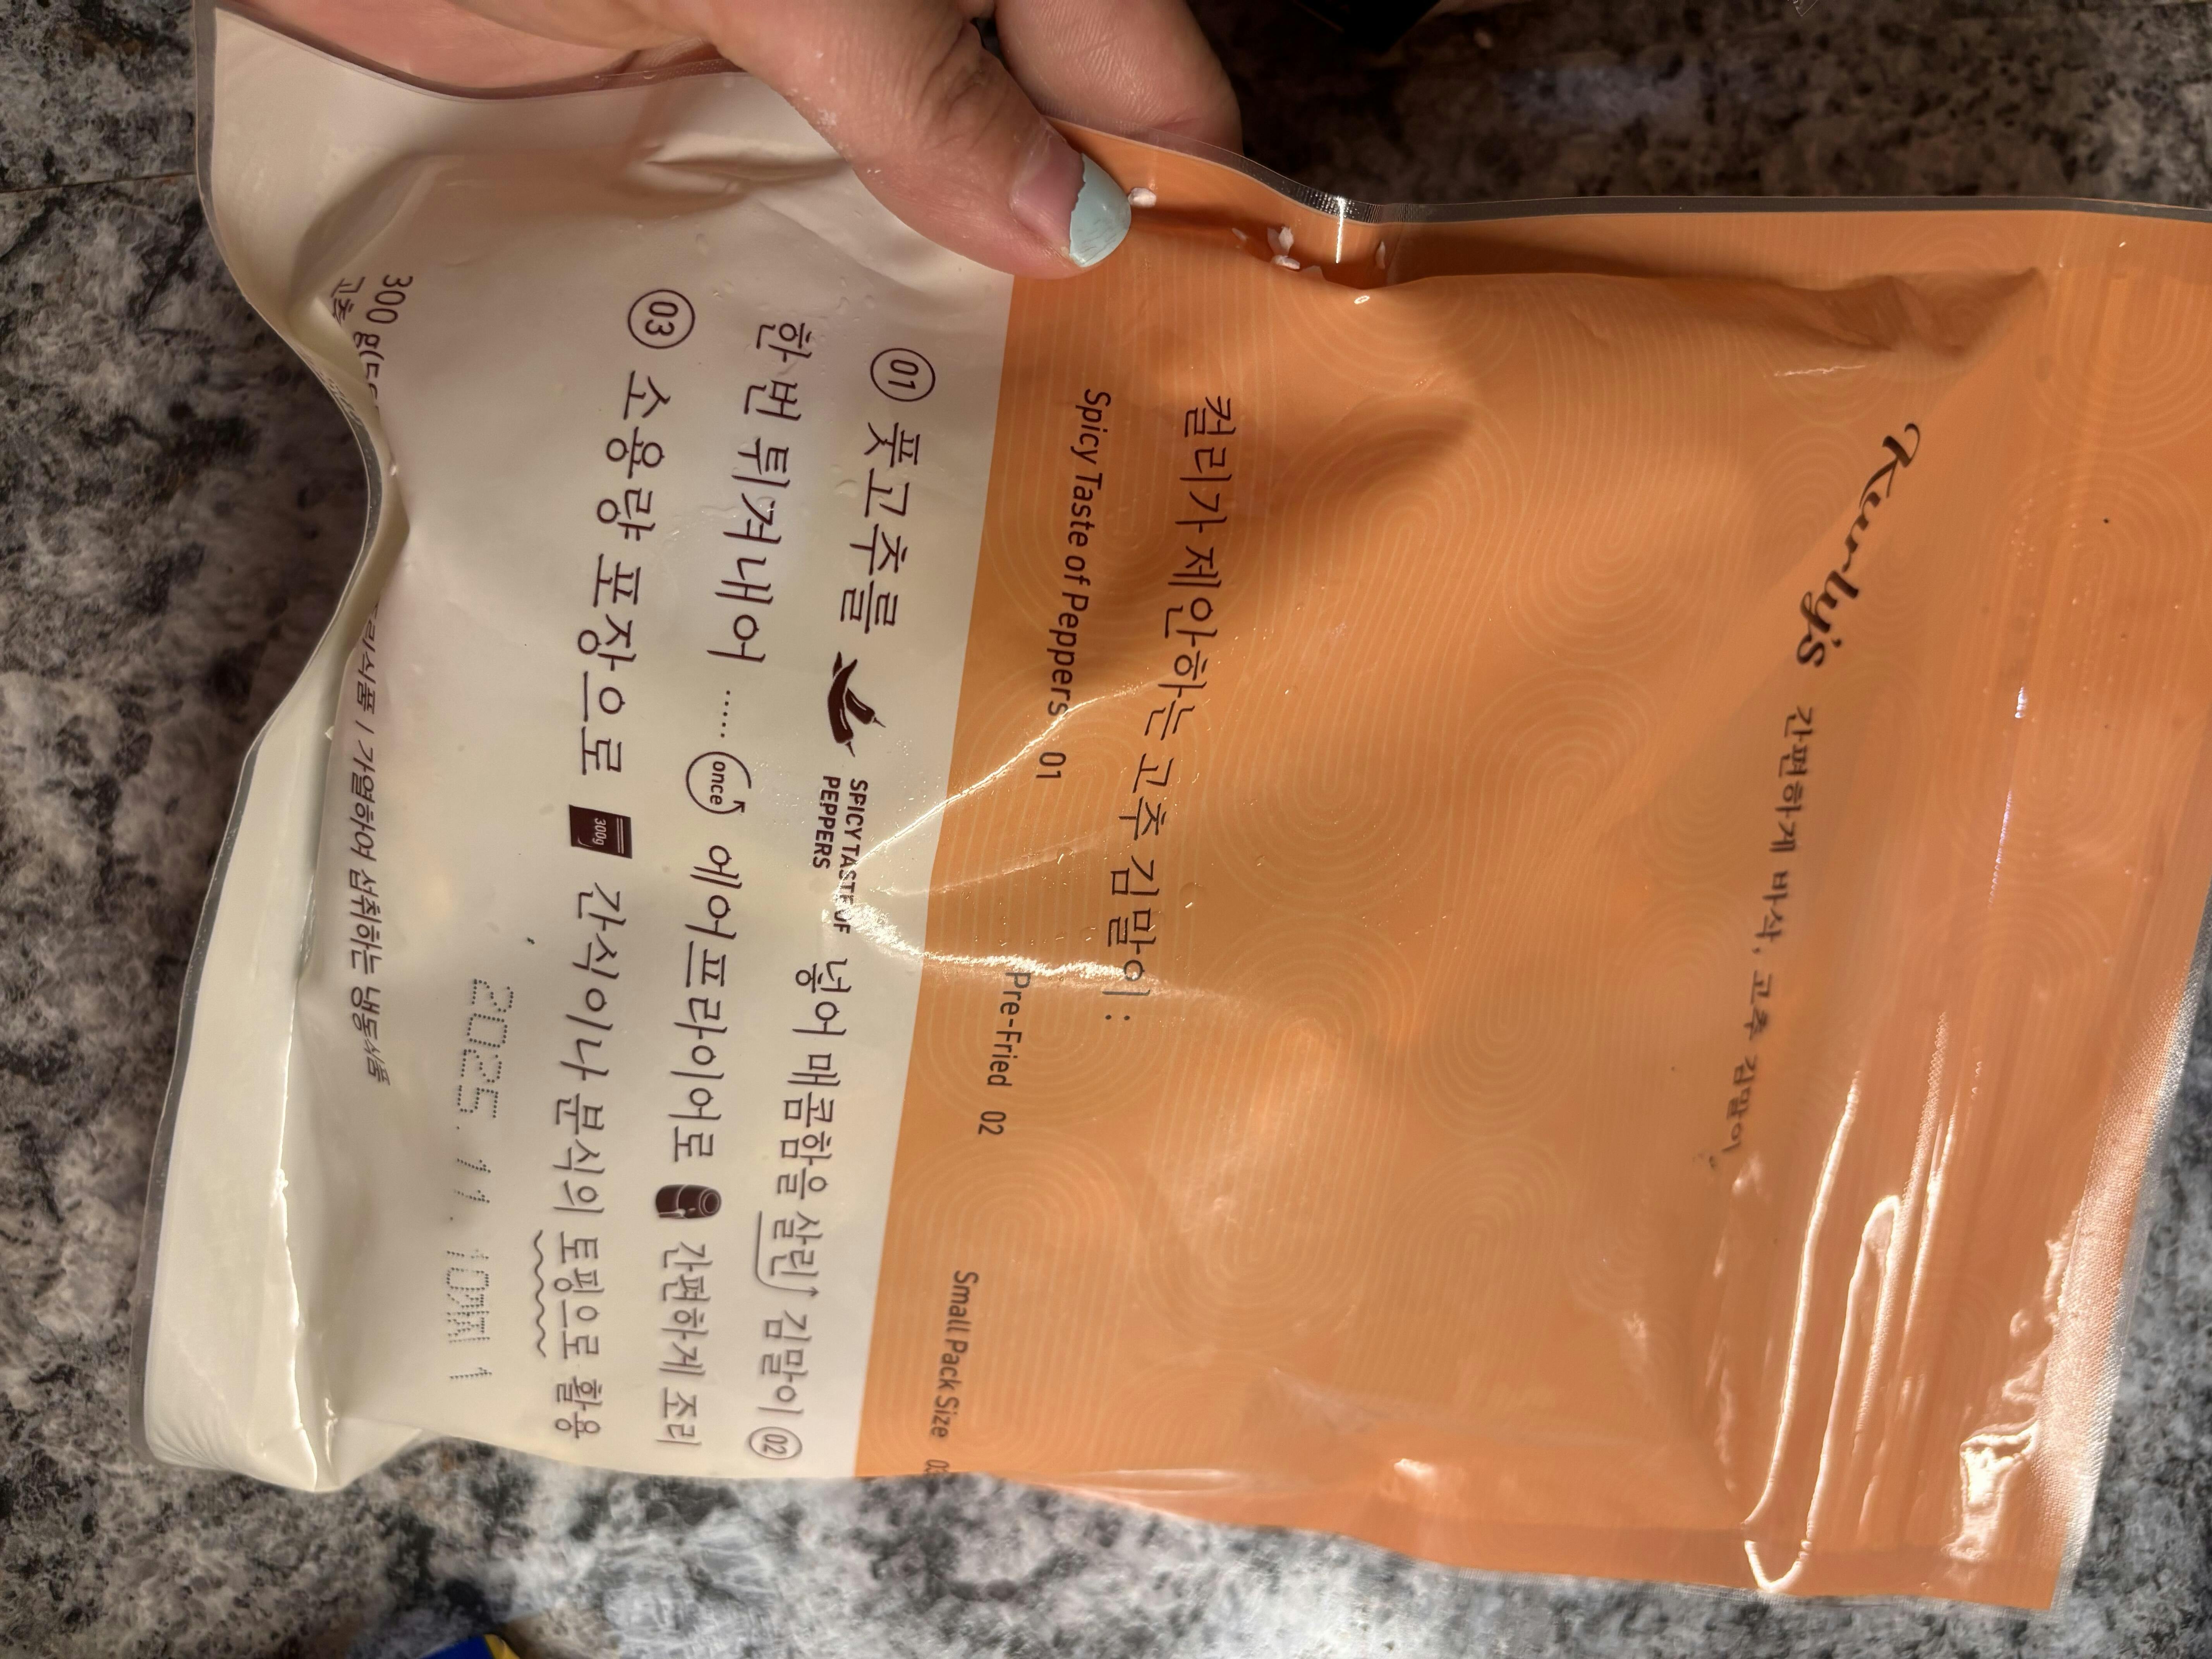 Kurly's 간편하게 바삭, 고추 김말이
컬리가 제안하는 고추 김말이 :
Spicy Taste of Peppers 01
Pre-Fried 02
Small Pack Size
01 풋고추를 SPICY TASTE OF PEPPERS 넣어 매콤함을 살린↑ 김말이 02
한 번 튀겨내어 ..... once 에어프라이어로 간편하게 조리
03 소용량 포장으로 300g 간식이나 분식의 토핑으로 활용
2025. 11. 10까지 1
300 g
고추 / 가열하여 섭취하는 냉동식품